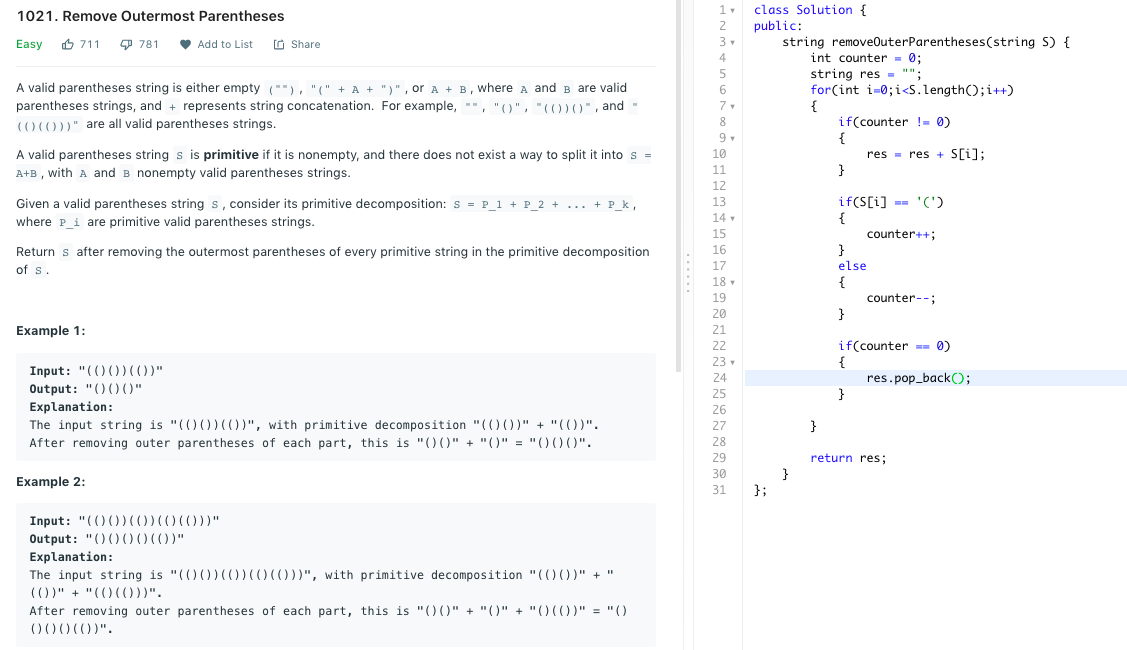 1021. Remove Outermost Parentheses
Easy 711 781 Add to List Share
A valid parentheses string is either empty (""), "(" + A + ")", or A + B, where A and B are valid
parentheses strings, and + represents string concatenation. For example, "", "()", "(())()", and "
(()(()))" are all valid parentheses strings.
A valid parentheses string S is primitive if it is nonempty, and there does not exist a way to split it into S =
A+B, with A and B nonempty valid parentheses strings.
Given a valid parentheses string S, consider its primitive decomposition: S = P_1 + P_2 + ... + P_k,
where P_i are primitive valid parentheses strings.
Return S after removing the outermost parentheses of every primitive string in the primitive decomposition
of S.
Example 1:
Input: "(()())(())"
Output: "()()()"
Explanation:
The input string is "(()())(())", with primitive decomposition "(()())" + "(())".
After removing outer parentheses of each part, this is "()()" + "()" = "()()()".
Example 2:
Input: "(()())(())(()(()))"
Output: "()()()()(())"
Explanation:
The input string is "(()())(())(()(()))", with primitive decomposition "(()())" + "
(())" + "(()(()))".
After removing outer parentheses of each part, this is "()()" + "()" + "()(())" = "()
()()()(())".
1 class Solution {
2 public:
3 string removeOuterParentheses(string S) {
4 int counter = 0;
5 string res = "";
6 for(int i=0;i<S.length();i++)
7 {
8 if(counter != 0)
9 {
10 res = res + S[i];
11 }
12
13 if(S[i] == '(')
14 {
15 counter++;
16 }
17 else
18 {
19 counter--;
20 }
21
22 if(counter == 0)
23 {
24 res.pop_back();
25 }
26
27 }
28
29 return res;
30 }
31 };